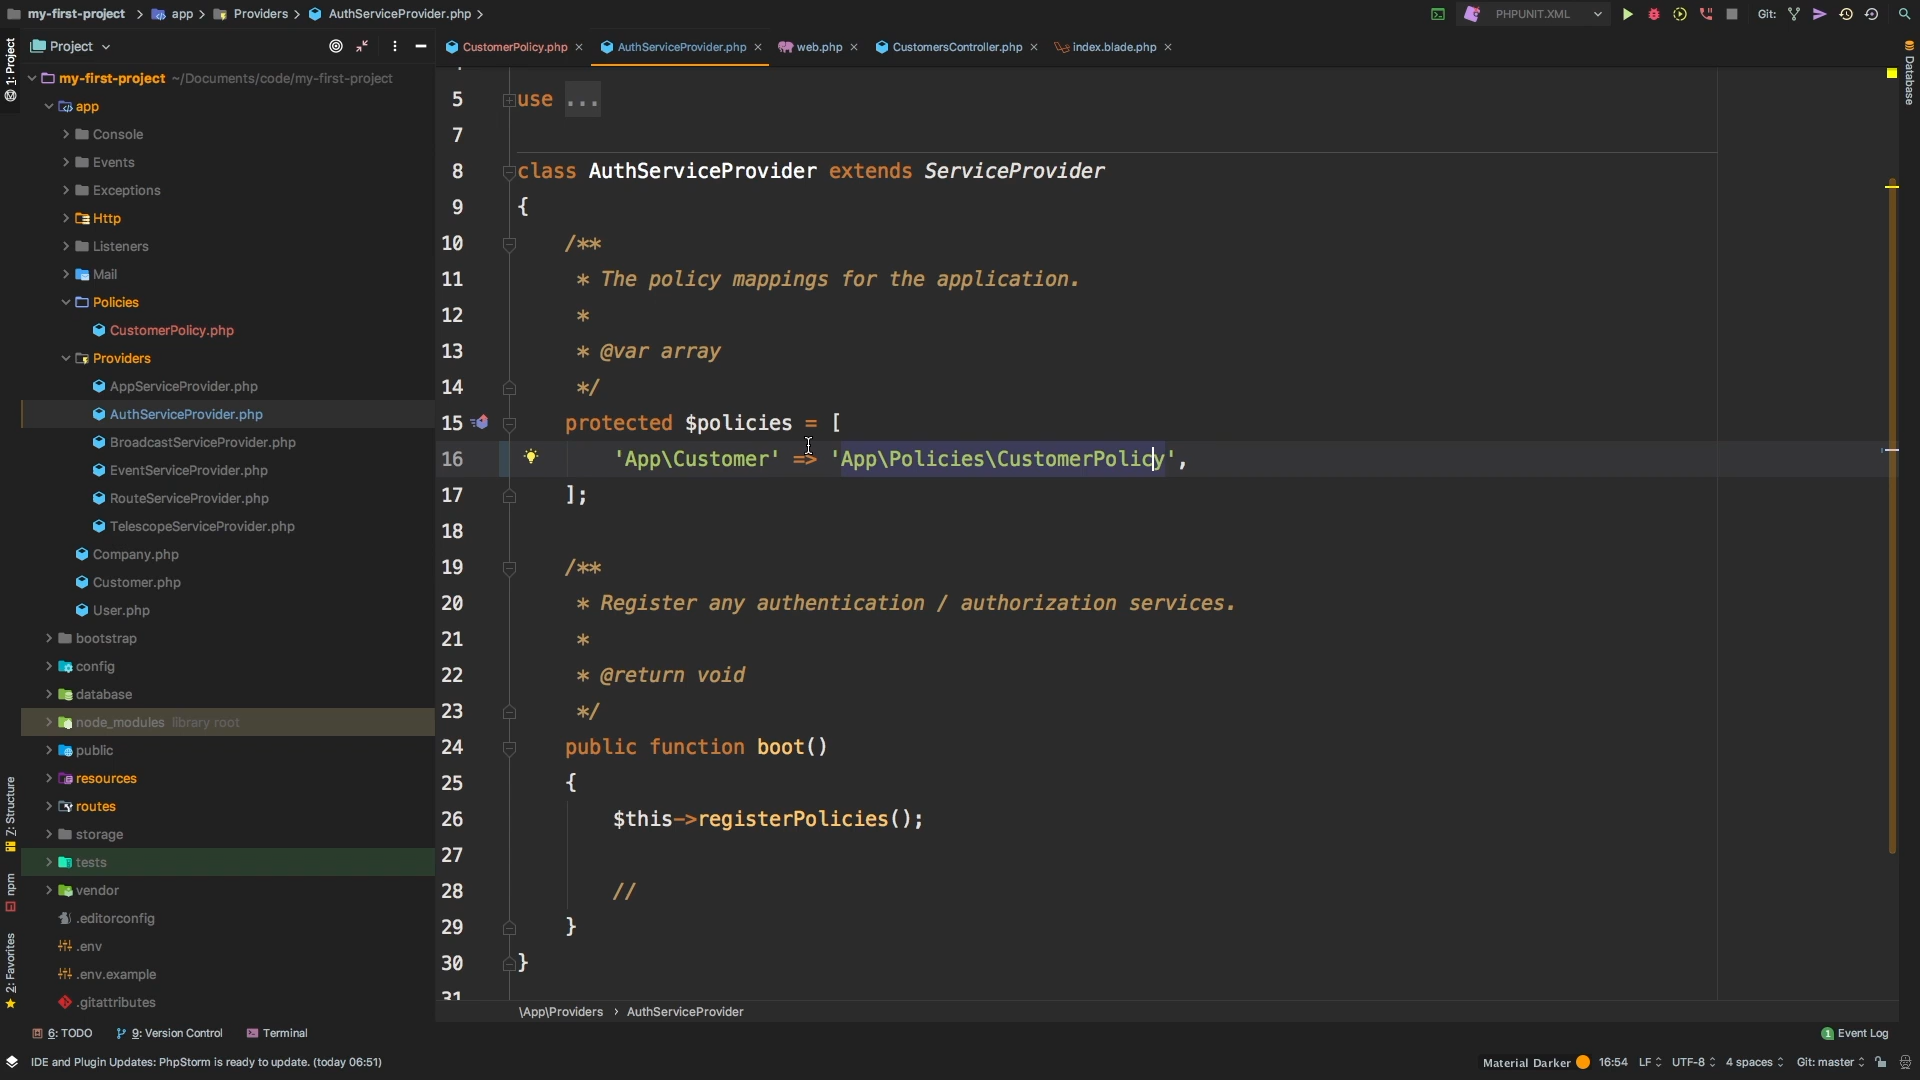 my-first-project > app > Providers > AuthServiceProvider.php >
PHPUNIT.XML
Git:
1: Project
Project
CustomerPolicy.php
AuthServiceProvider.php
web.php
CustomersController.php
index.blade.php
Database
my-first-project ~/Documents/code/my-first-project
app
Console
Events
Exceptions
Http
Listeners
Mail
Policies
CustomerPolicy.php
Providers
AppServiceProvider.php
AuthServiceProvider.php
BroadcastServiceProvider.php
EventServiceProvider.php
RouteServiceProvider.php
TelescopeServiceProvider.php
Company.php
Customer.php
User.php
bootstrap
config
database
node_modules library root
public
resources
routes
storage
tests
vendor
.editorconfig
.env
.env.example
.gitattributes
Z: Structure
npm
2: Favorites
5 use ...
7
8 class AuthServiceProvider extends ServiceProvider
9 {
10 /**
11 * The policy mappings for the application.
12 *
13 * @var array
14 */
15 protected $policies = [
16 'App\Customer' => 'App\Policies\CustomerPolicy',
17 ];
18
19 /**
20 * Register any authentication / authorization services.
21 *
22 * @return void
23 */
24 public function boot()
25 {
26 $this->registerPolicies();
27
28 //
29 }
30 }
31
\App\Providers > AuthServiceProvider
6: TODO
9: Version Control
Terminal
1 Event Log
IDE and Plugin Updates: PhpStorm is ready to update. (today 06:51)
Material Darker 16:54 LF UTF-8 4 spaces Git: master